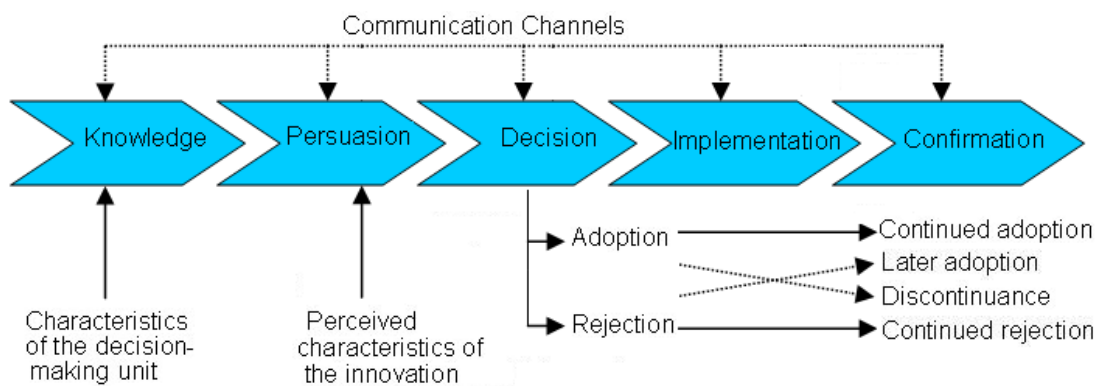 Communication Channels
Knowledge
Persuasion
Decision
Implementation
Confirmation
Adoption
Continued adoption
Later adoption
Discontinuance
Rejection
Continued rejection
Characteristics
of the decision-
making unit
Perceived
characteristics of
the innovation